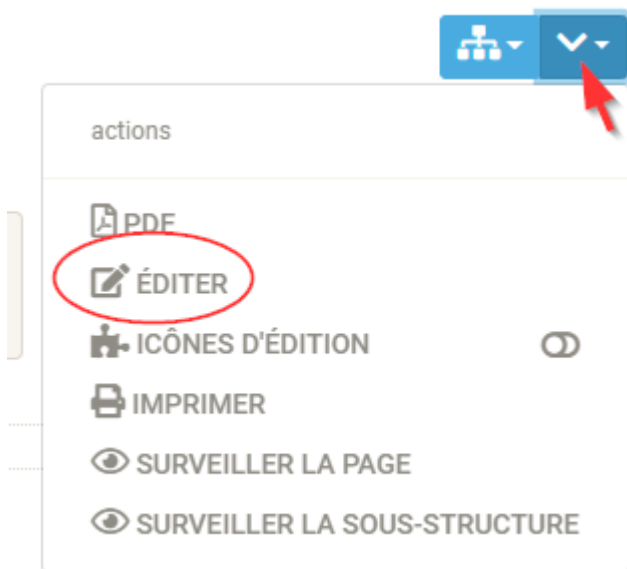 actions
PDF
ÉDITER
ICÔNES D'ÉDITION
IMPRIMER
SURVEILLER LA PAGE
SURVEILLER LA SOUS-STRUCTURE